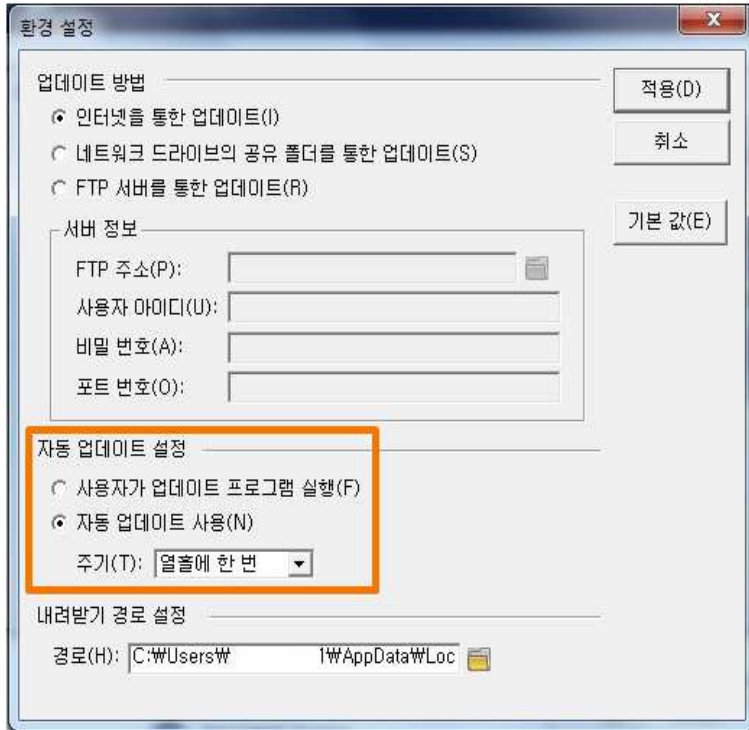 환경 설정
업데이트 방법
인터넷을 통한 업데이트(I)
네트워크 드라이브의 공유 폴더를 통한 업데이트(S)
FTP 서버를 통한 업데이트(R)
적용(D)
취소
기본 값(E)
서버 정보
FTP 주소(P):
사용자 아이디(U):
비밀 번호(A):
포트 번호(O):
자동 업데이트 설정
사용자가 업데이트 프로그램 실행(F)
자동 업데이트 사용(N)
주기(T): 열흘에 한 번
내려받기 경로 설정
경로(H): C:₩Users₩ 1₩AppData₩Loc